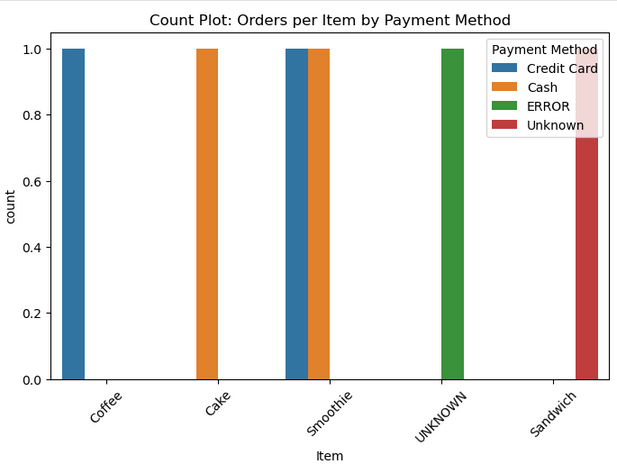 Count Plot: Orders per Item by Payment Method
Payment Method
Credit Card
Cash
ERROR
Unknown
count
1.0
0.8
0.6
0.4
0.2
0.0
Coffee
Cake
Smoothie
UNKNOWN
Sandwich
Item